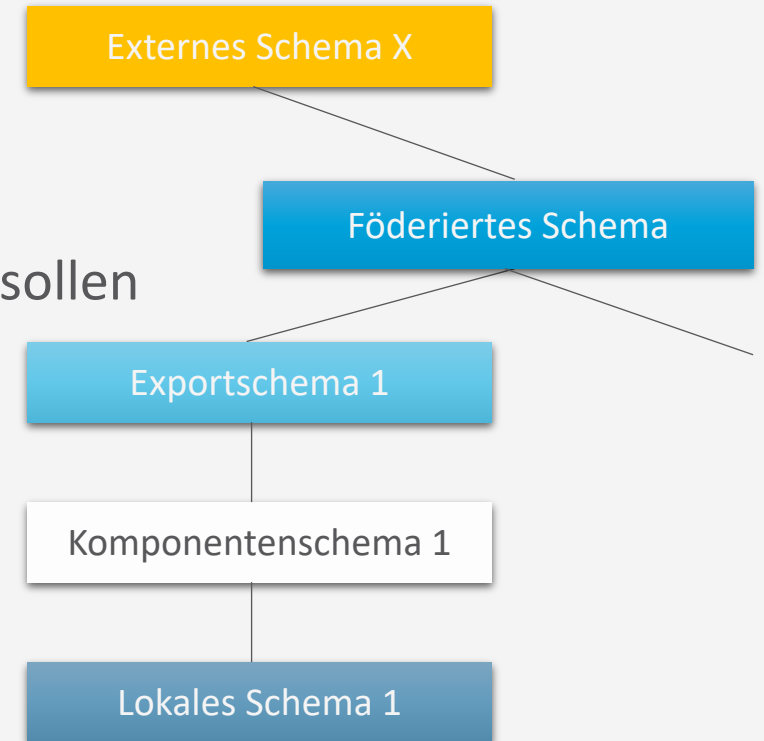 Externes Schema X
Föderiertes Schema
sollen
Exportschema 1
Komponentenschema 1
Lokales Schema 1